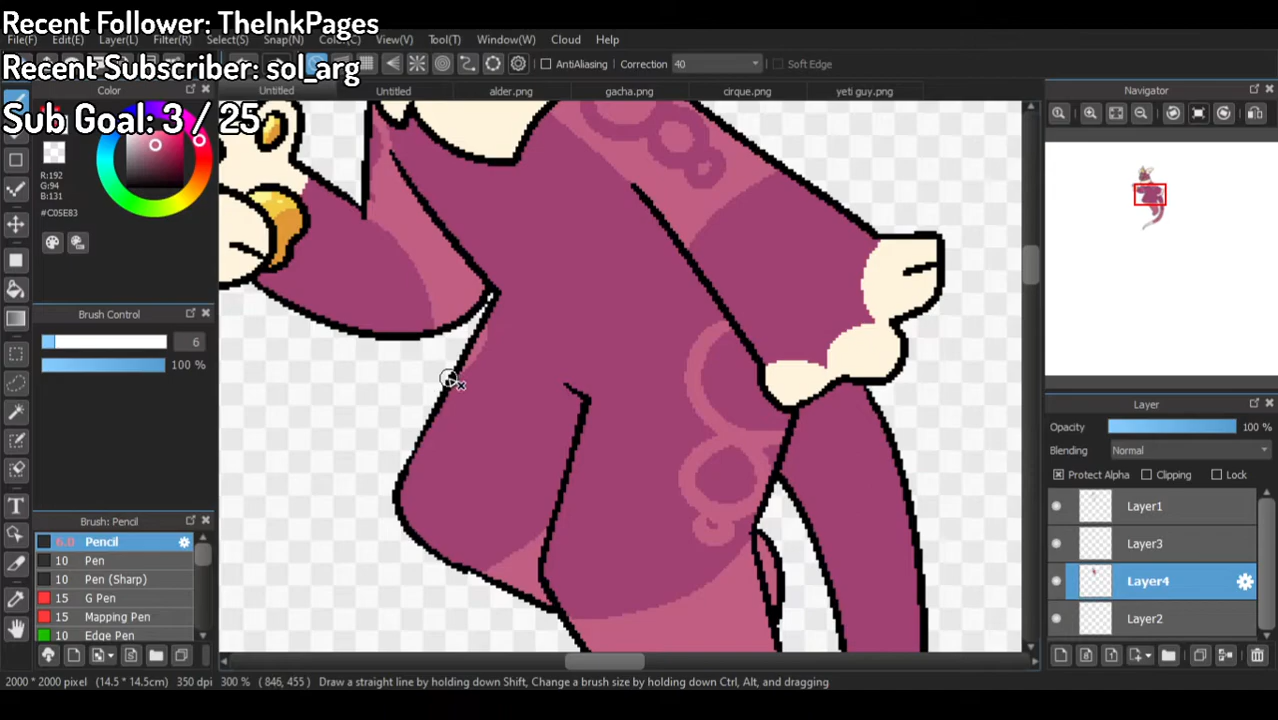 Recent Follower: TheInkPages
File(F) Edit(E) Layer(L) Filter(R) Select(S) Snap(N) Color(C) View(V) Tool(T) Window(W) Cloud Help
Recent Subscriber: sol_arg
AntiAliasing Correction 40 Soft Edge
Color
Untitled Untitled alder.png gacha.png cirque.png yeti guy.png
Navigator
Sub Goal: 3 / 25
R:192
G:94
B:131
#C05E83
Brush Control
6
100 %
Layer
Opacity 100 %
Blending Normal
Protect Alpha Clipping Lock
Layer1
Layer3
Layer4
Layer2
Brush: Pencil
6.0 Pencil
10 Pen
10 Pen (Sharp)
15 G Pen
15 Mapping Pen
10 Edge Pen
2000 * 2000 pixel (14.5 * 14.5cm) 350 dpi 300 % ( 846, 455) Draw a straight line by holding down Shift, Change a brush size by holding down Ctrl, Alt, and dragging